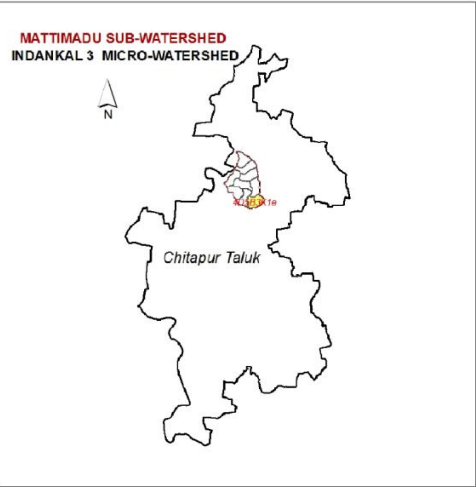 MATTIMADU SUB-WATERSHED
INDANKAL 3 MICRO-WATERSHED
N
Chitapur Taluk